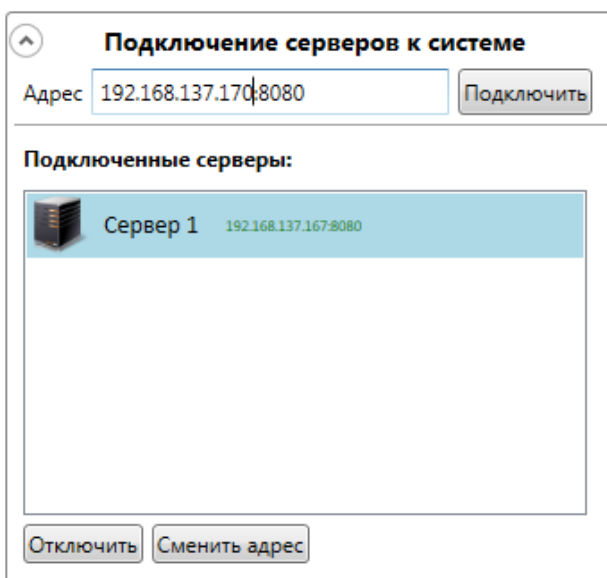 Подключение серверов к системе
Адрес 192.168.137.170:8080 Подключить
Подключенные серверы:
Сервер 1 192.168.137.167:8080
Отключить Сменить адрес